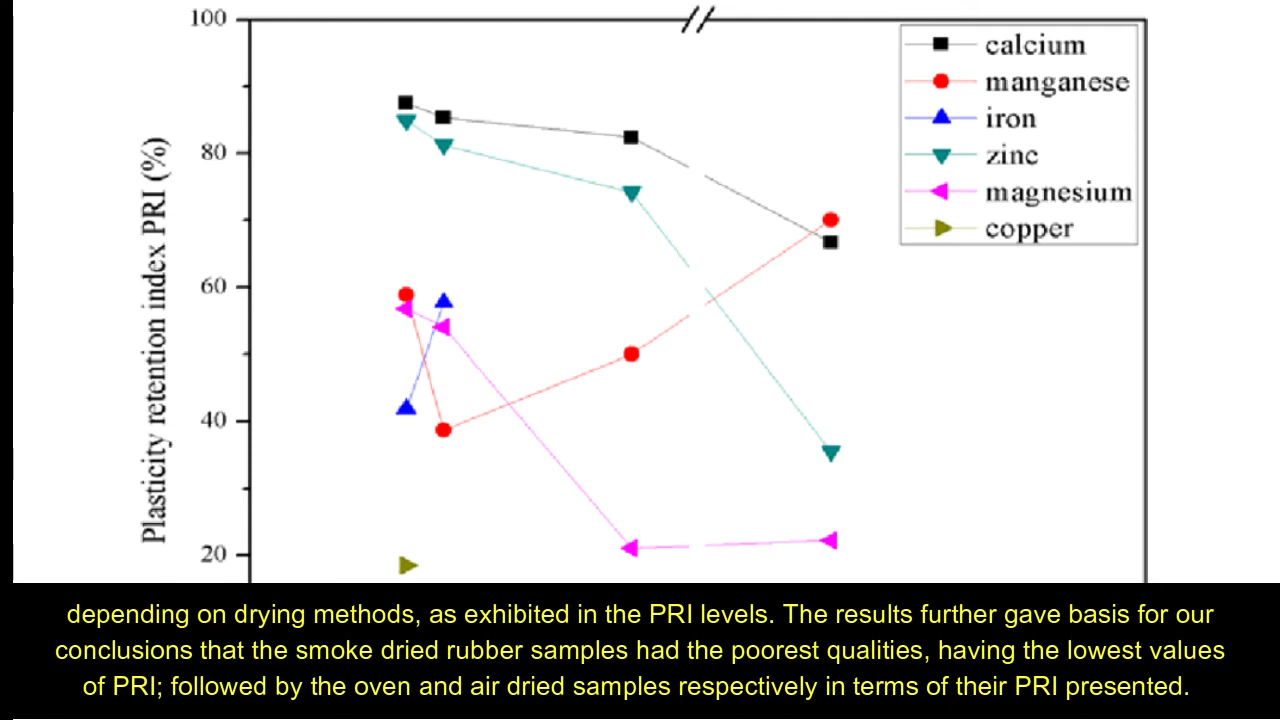 100
80
60
40
20
Plasticity retention index PRI (%)
calcium
manganese
iron
zinc
magnesium
copper
depending on drying methods, as exhibited in the PRI levels. The results further gave basis for our
conclusions that the smoke dried rubber samples had the poorest qualities, having the lowest values
of PRI; followed by the oven and air dried samples respectively in terms of their PRI presented.